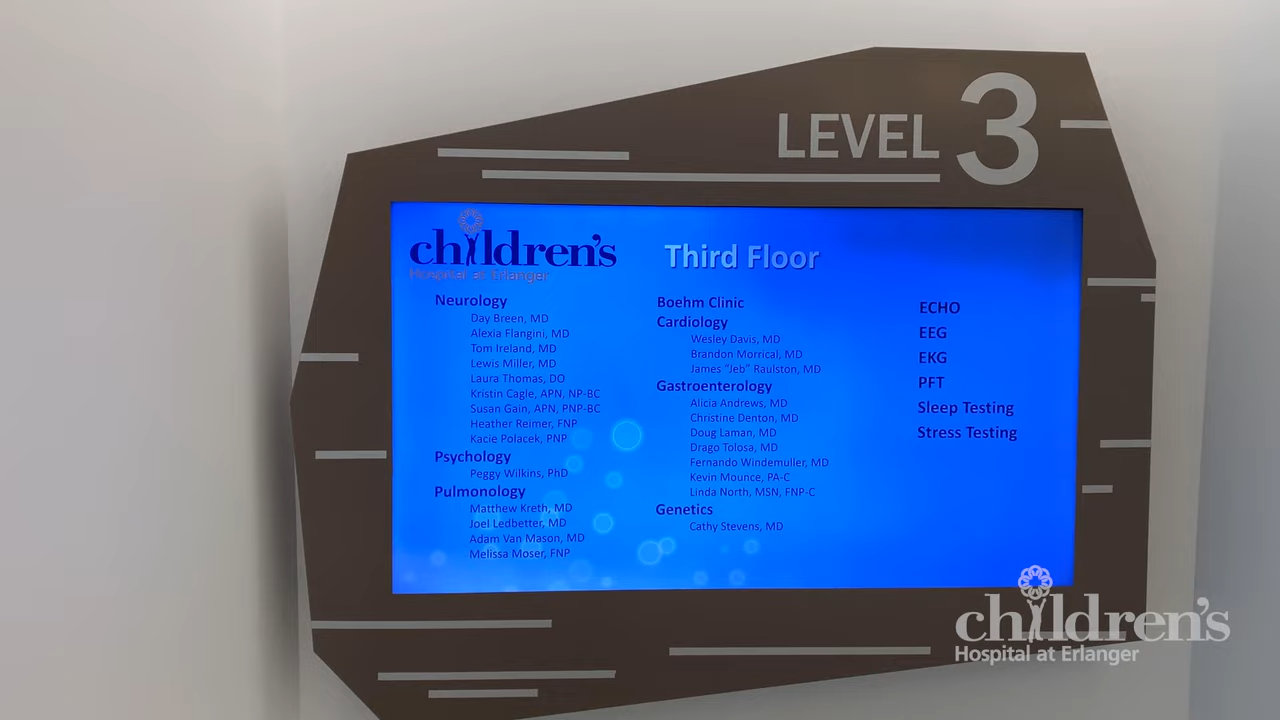 LEVEL 3
children's
Hospital at Erlanger
Third Floor
Neurology
Day Breen, MD
Alexia Flangini, MD
Tom Ireland, MD
Lewis Miller, MD
Laura Thomas, DO
Kristin Cagle, APN, NP-BC
Susan Gain, APN, PNP-BC
Heather Reimer, FNP
Kacie Polacek, PNP
Psychology
Peggy Wilkins, PhD
Pulmonology
Matthew Kreth, MD
Joel Ledbetter, MD
Adam Van Mason, MD
Melissa Moser, FNP
Boehm Clinic
Cardiology
Wesley Davis, MD
Brandon Morrical, MD
James "Jeb" Raulston, MD
Gastroenterology
Alicia Andrews, MD
Christine Denton, MD
Doug Laman, MD
Drago Tolosa, MD
Fernando Windemuller, MD
Kevin Mounce, PA-C
Linda North, MSN, FNP-C
Genetics
Cathy Stevens, MD
ECHO
EEG
EKG
PFT
Sleep Testing
Stress Testing
children's
Hospital at Erlanger